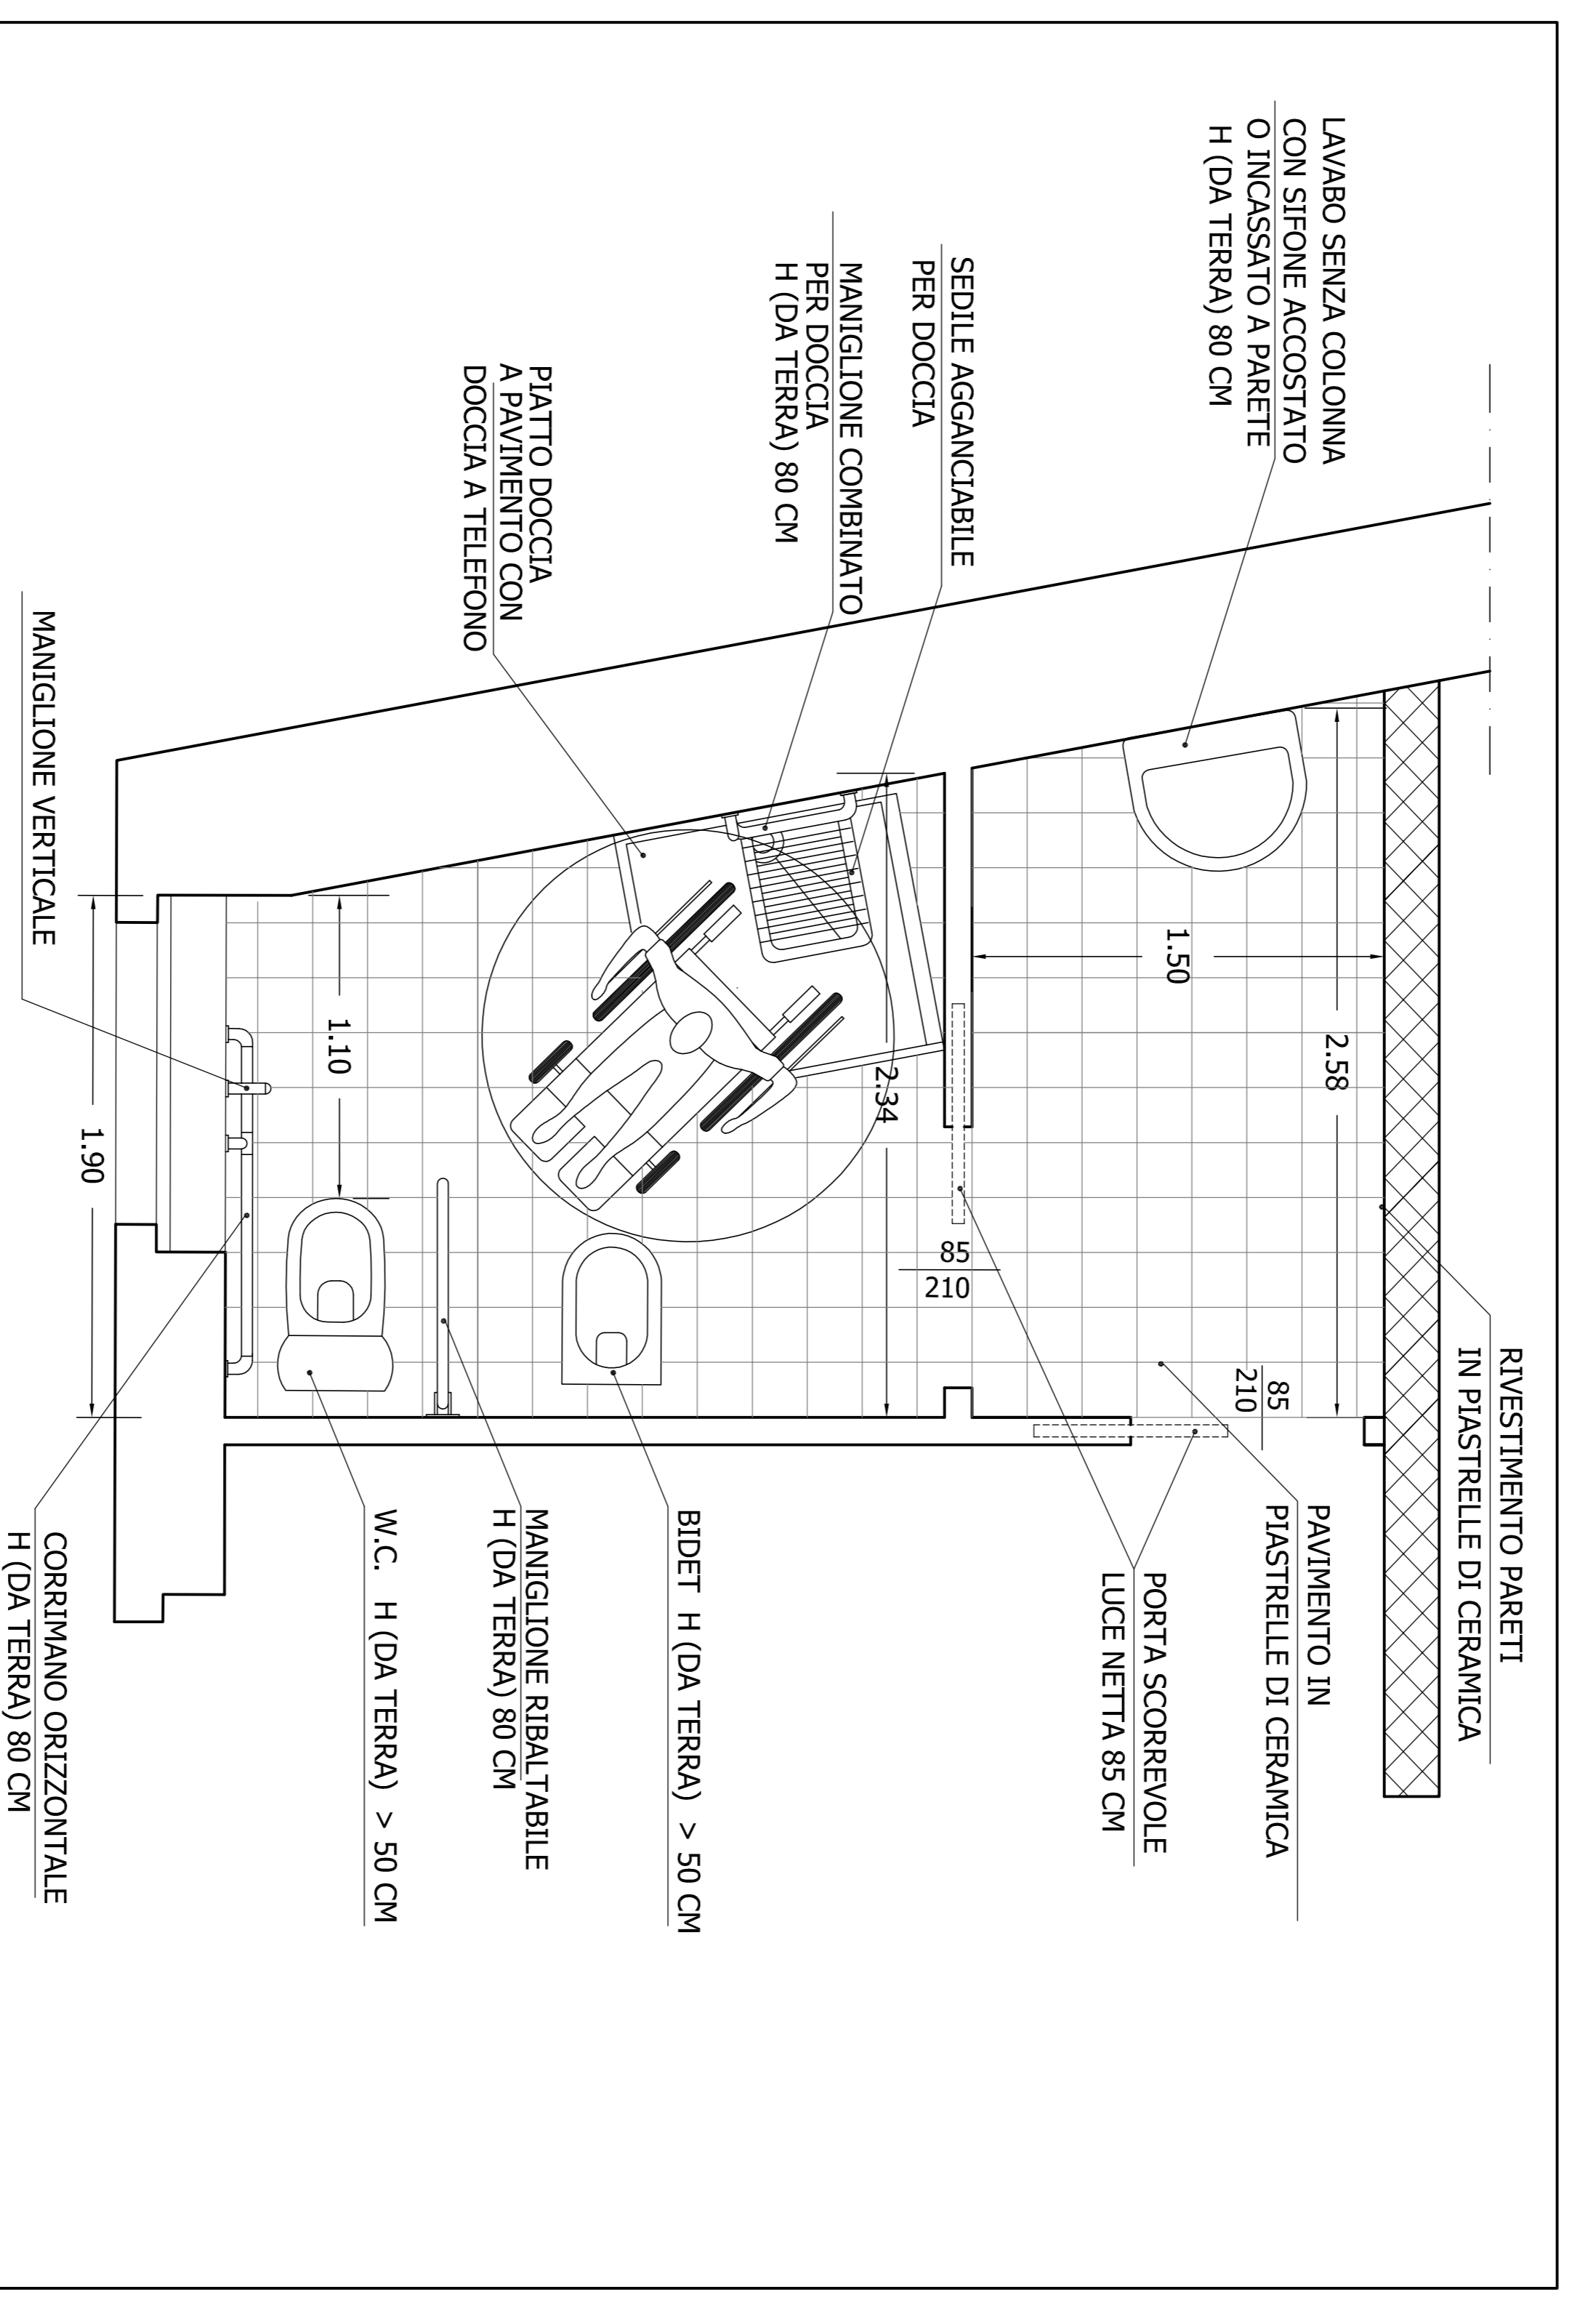 RIVESTIMENTO PARETI
IN PIASTRELLE DI CERAMICA
LAVABO SENZA COLONNA
CON SIFONE ACCOSTATO
O INCASSATO A PARETE
H (DA TERRA) 80 CM
2.58
PAVIMENTO IN
PIASTRELLE DI CERAMICA
85
210
1.50
PORTA SCORREVOLE
LUCE NETTA 85 CM
SEDILE AGGANCIABILE
PER DOCCIA
85
210
2.34
MANIGLIONE COMBINATO
PER DOCCIA
H (DA TERRA) 80 CM
BIDET H (DA TERRA) > 50 CM
PIATTO DOCCIA
A PAVIMENTO CON
DOCCIA A TELEFONO
MANIGLIONE RIBALTABILE
H (DA TERRA) 80 CM
W.C. H (DA TERRA) > 50 CM
1.10
1.90
MANIGLIONE VERTICALE
CORRIMANO ORIZZONTALE
H (DA TERRA) 80 CM